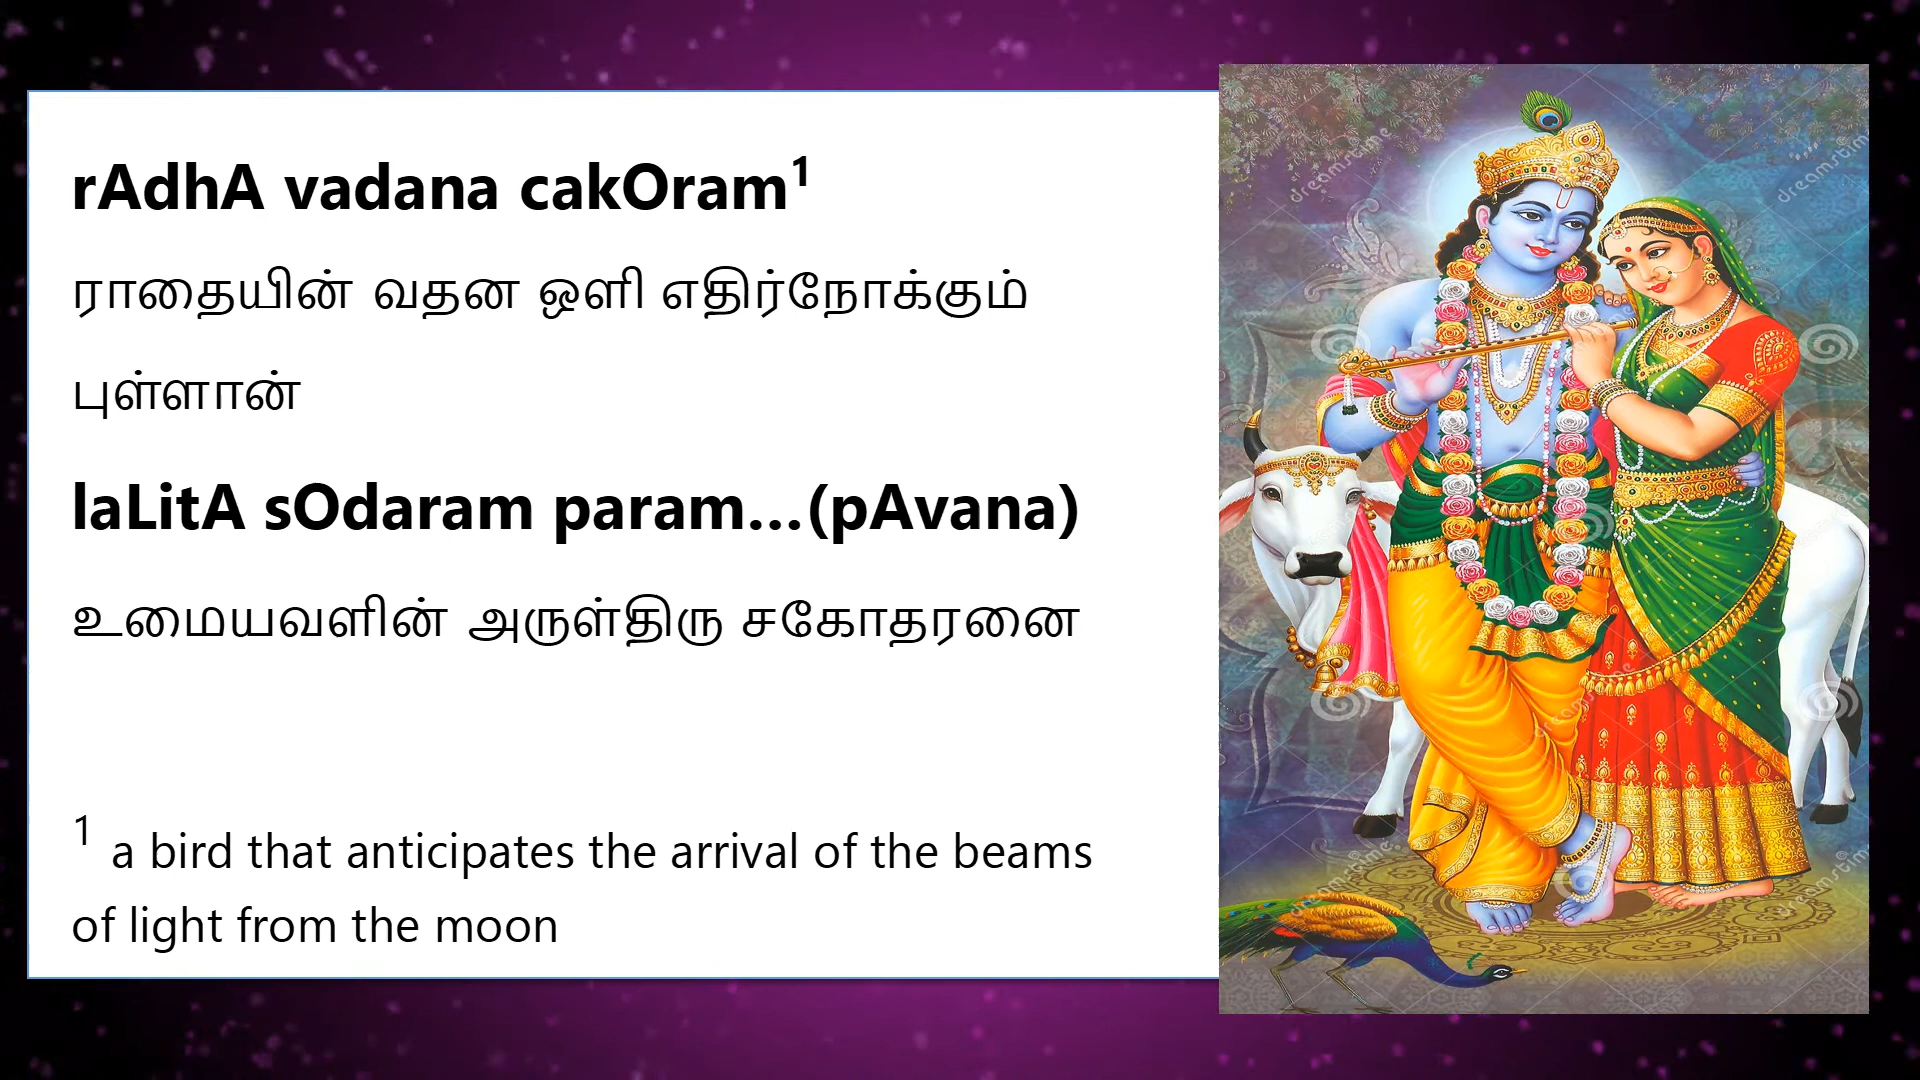 rAdhA vadana cakOram¹
ராதையின் வதன ஒளி எதிர்நோக்கும்
புள்ளான்
laLitA sOdaram param…(pAvana)
உமையவளின் அருள்திரு சகோதரனை
¹ a bird that anticipates the arrival of the beams
of light from the moon
dreamstime